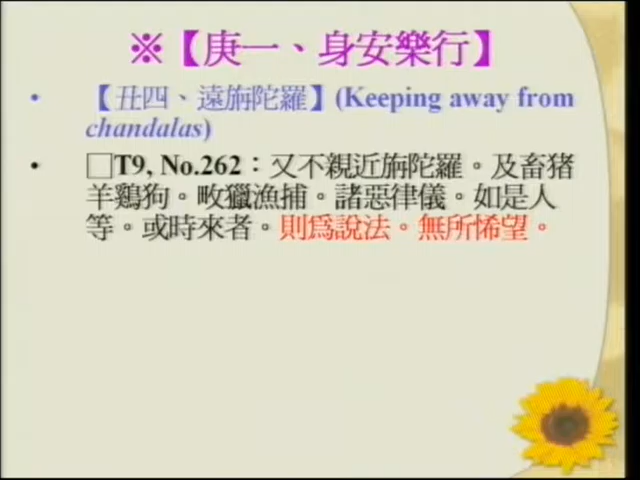 ※【庚一、身安樂行】
• 【丑四、遠旃陀羅】(Keeping away from
chandalas)
• □T9, No.262：又不親近旃陀羅。及畜猪
羊鷄狗。畋獵漁捕。諸惡律儀。如是人
等。或時來者。則爲說法。無所悕望。